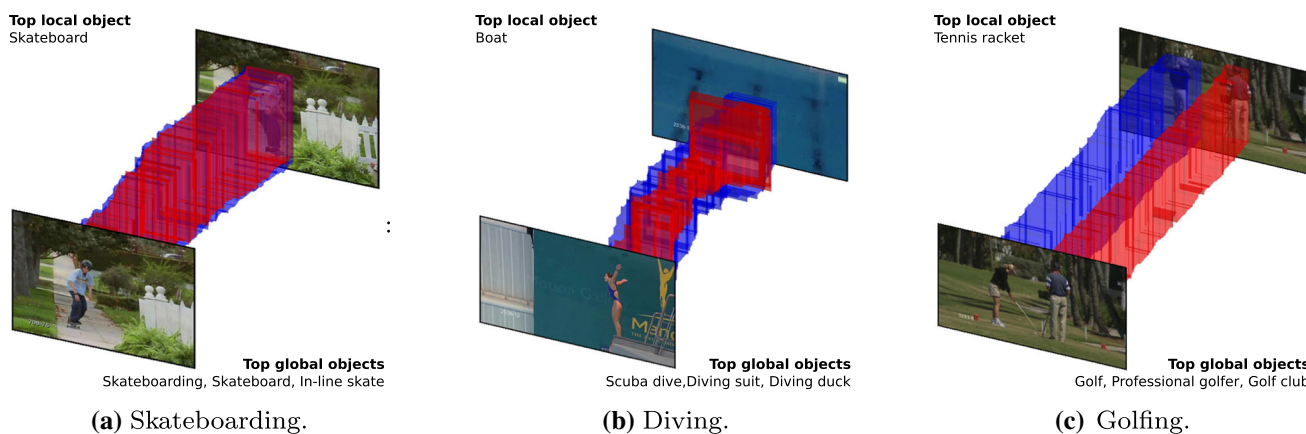 Top local object
Skateboard
Top local object
Boat
Top local object
Tennis racket
:
Top global objects
Skateboarding, Skateboard, In-line skate
Top global objects
Scuba dive,Diving suit, Diving duck
Top global objects
Golf, Professional golfer, Golf club
(a) Skateboarding.
(b) Diving.
(c) Golfing.